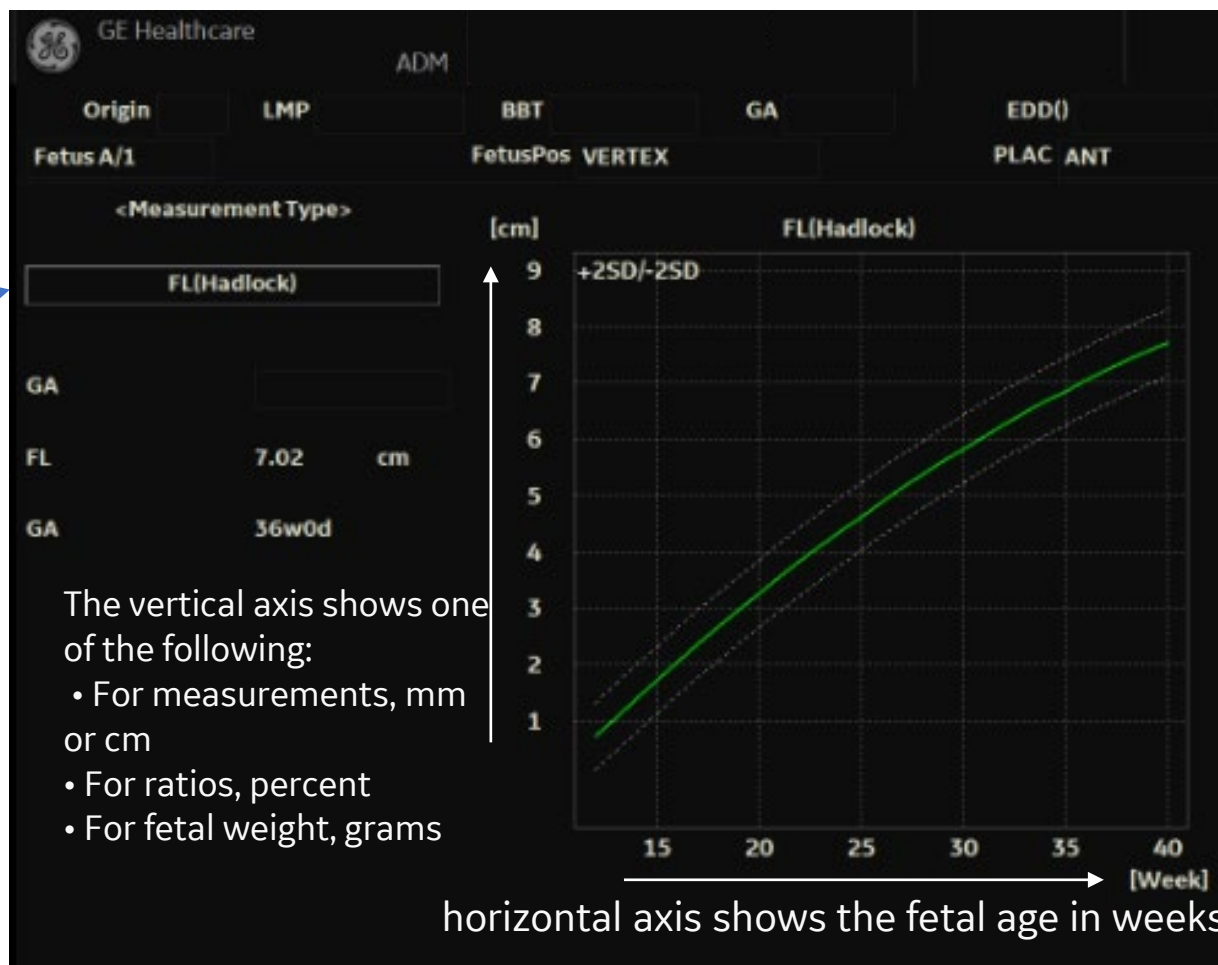 GE Healthcare
ADM
Origin LMP BBT GA EDD()
Fetus A/1 FetusPos VERTEX PLAC ANT
<Measurement Type>
FL(Hadlock)
GA
FL 7.02 cm
GA 36w0d
The vertical axis shows one
of the following:
• For measurements, mm
or cm
• For ratios, percent
• For fetal weight, grams
[cm] FL(Hadlock)
+2SD/-2SD
9
8
7
6
5
4
3
2
1
15 20 25 30 35 40
[Week]
horizontal axis shows the fetal age in weeks